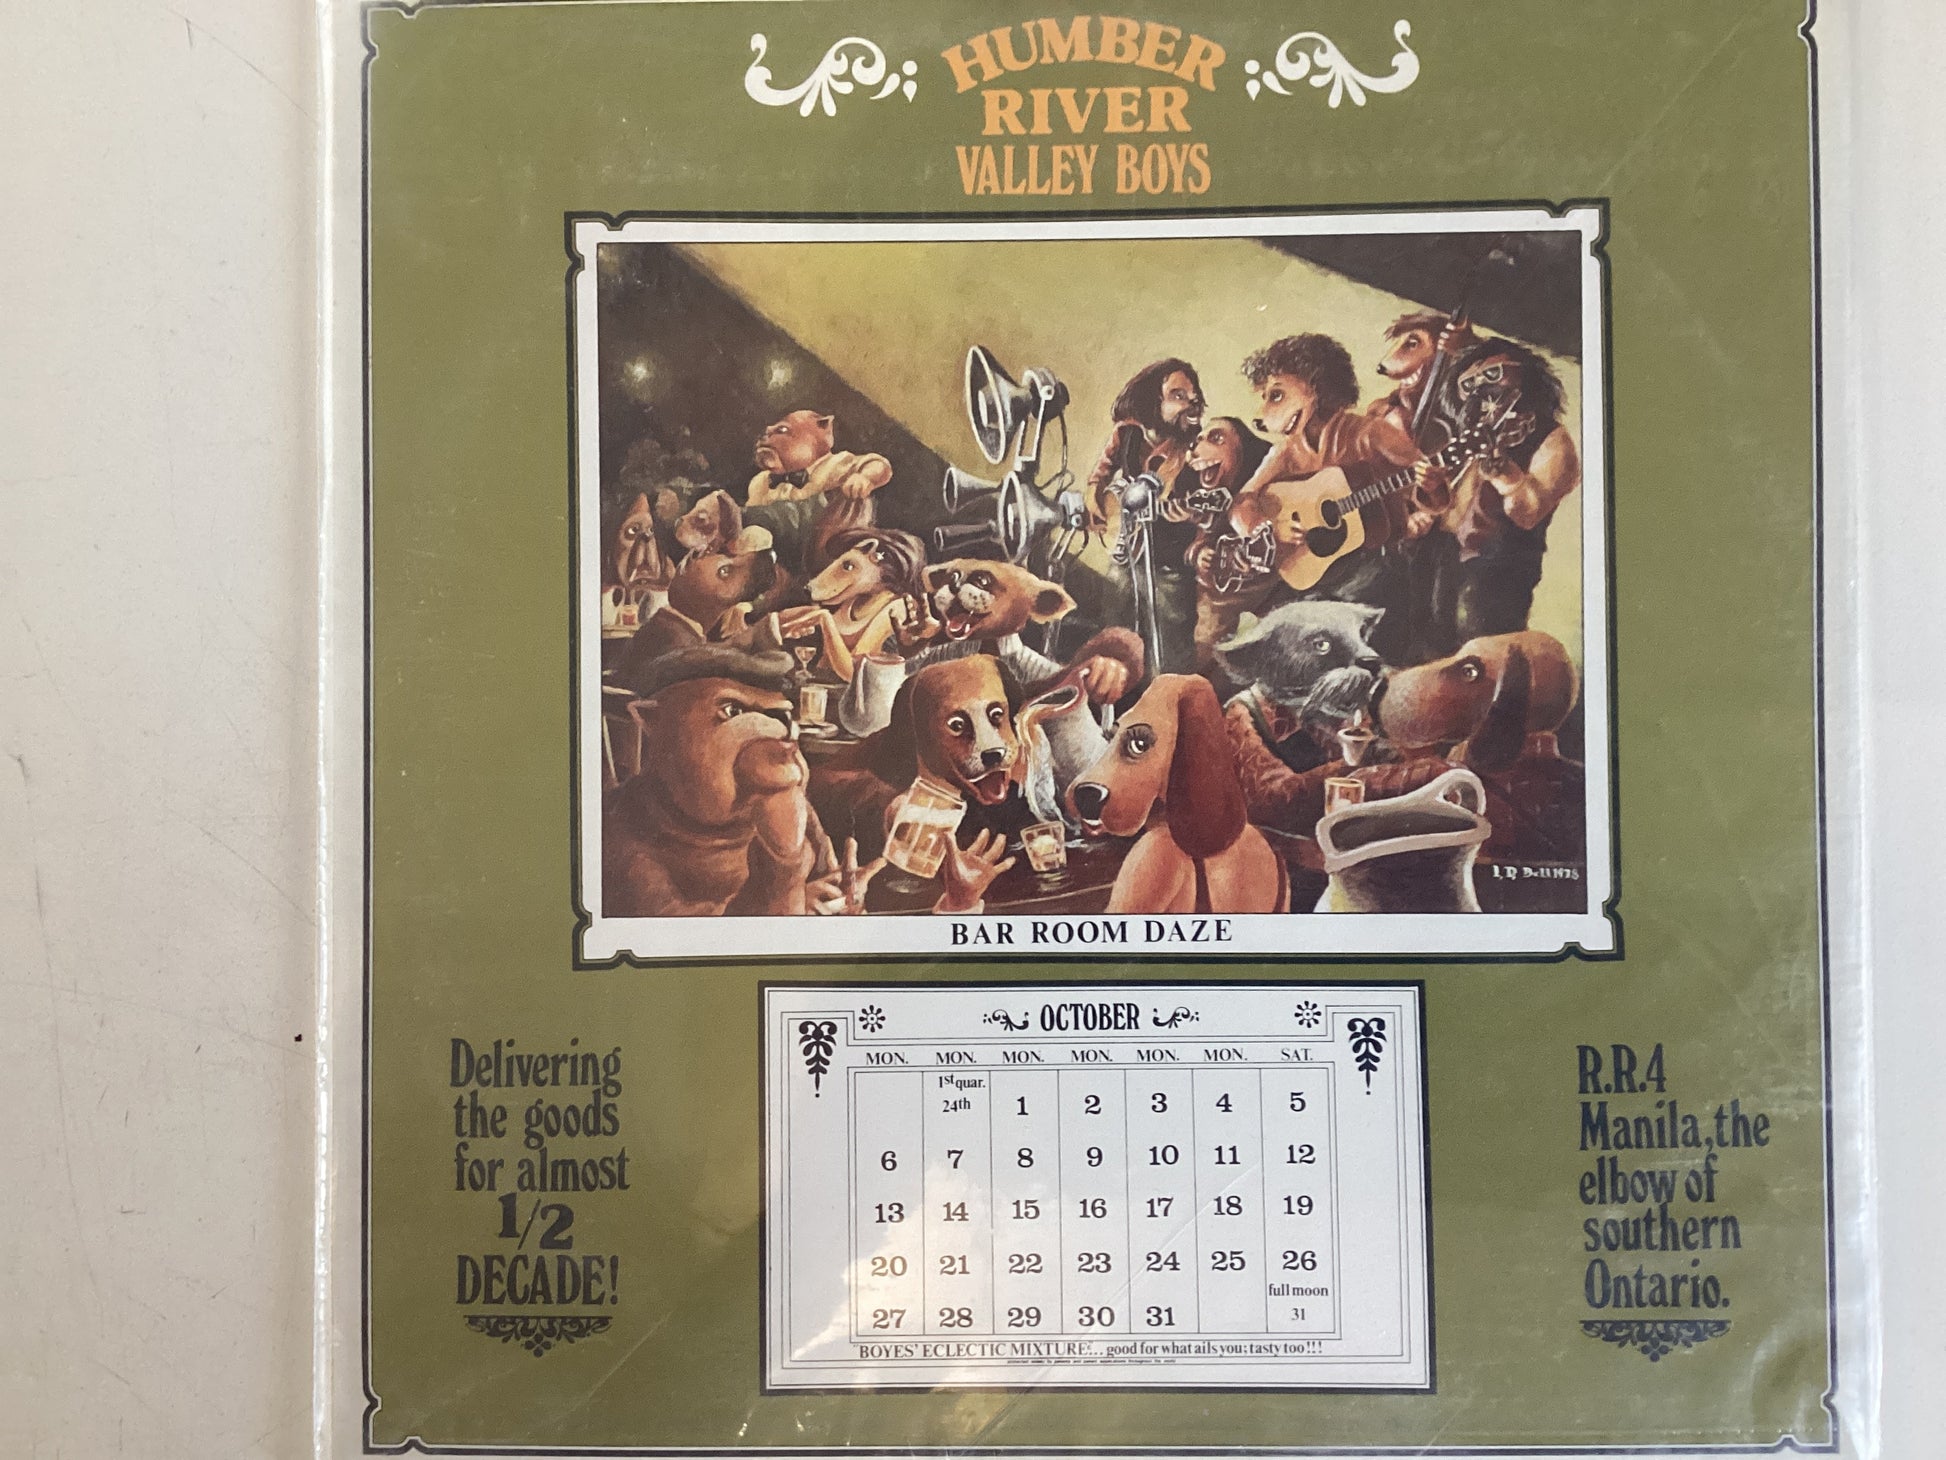 HUMBER
RIVER
VALLEY BOYS
BAR ROOM DAZE
Delivering
the goods
for almost
1/2
DECADE!
OCTOBER
MON. MON. MON. MON. MON. MON. SAT.
1st quar.
24th 1 2 3 4 5
6 7 8 9 10 11 12
13 14 15 16 17 18 19
20 21 22 23 24 25 26
27 28 29 30 31 full moon
31
"BOYES' ECLECTIC MIXTURE"... good for what ails you; tasty too!!!
R.R.4
Manila, the
elbow of
southern
Ontario.